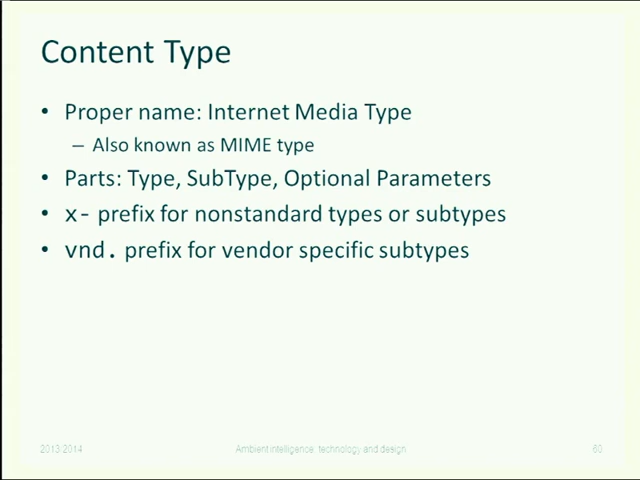 Content Type
• Proper name: Internet Media Type
– Also known as MIME type
• Parts: Type, SubType, Optional Parameters
• x- prefix for nonstandard types or subtypes
• vnd. prefix for vendor specific subtypes
2013 2014 Ambient intelligence: technology and design 60